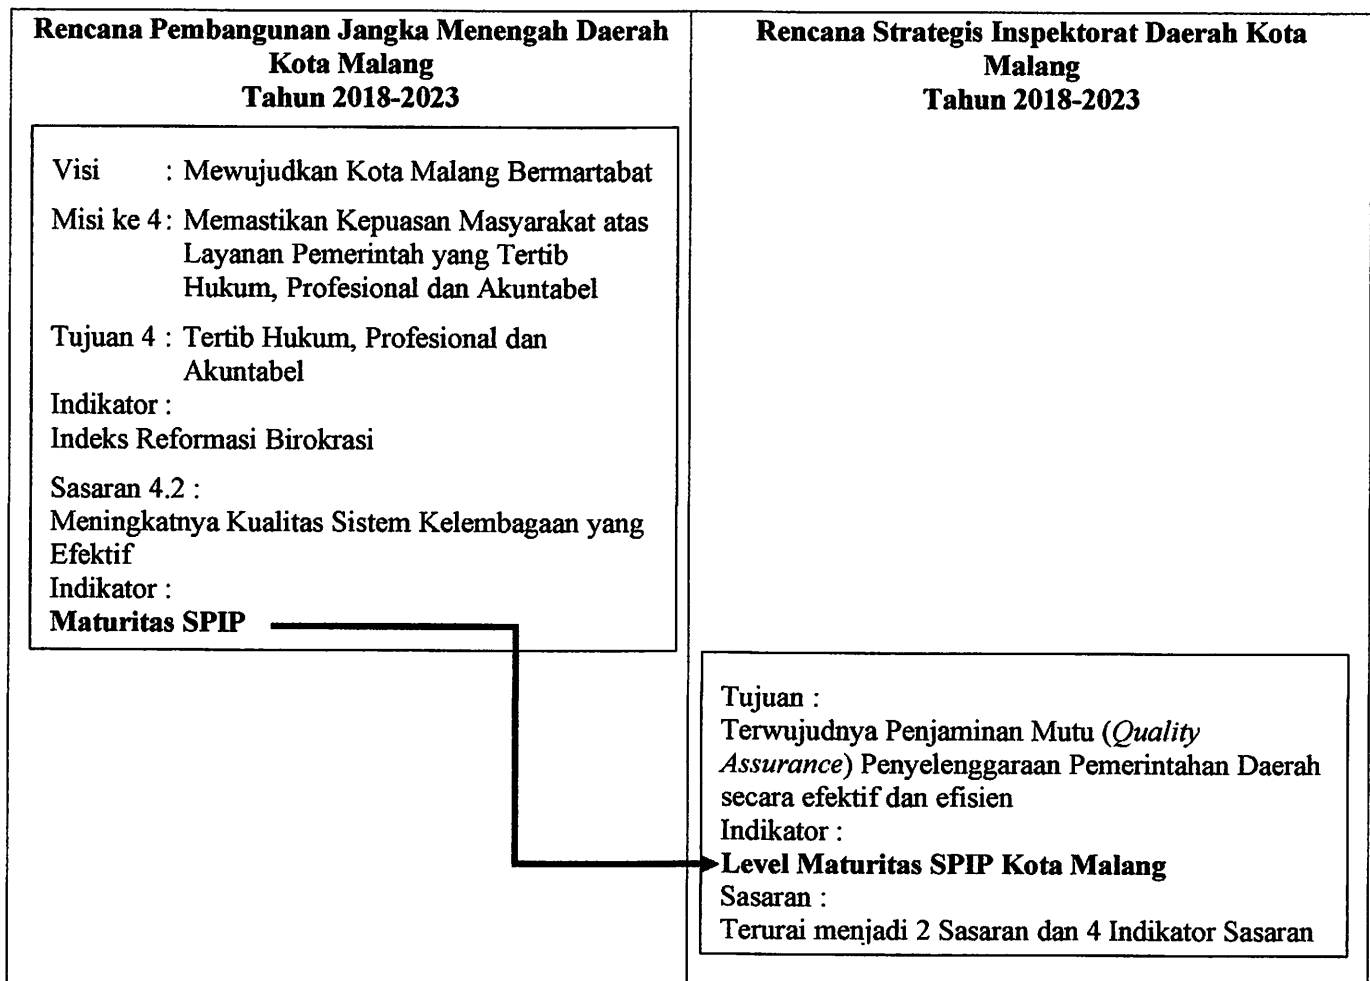 Rencana Pembangunan Jangka Menengah Daerah
Kota Malang
Tahun 2018-2023
Visi : Mewujudkan Kota Malang Bermartabat
Misi ke 4 : Memastikan Kepuasan Masyarakat atas
Layanan Pemerintah yang Tertib
Hukum, Profesional dan Akuntabel
Tujuan 4 : Tertib Hukum, Profesional dan
Akuntabel
Indikator :
Indeks Reformasi Birokrasi
Sasaran 4.2 :
Meningkatnya Kualitas Sistem Kelembagaan yang
Efektif
Indikator :
Maturitas SPIP
Rencana Strategis Inspektorat Daerah Kota
Malang
Tahun 2018-2023
Tujuan :
Terwujudnya Penjaminan Mutu (Quality
Assurance) Penyelenggaraan Pemerintahan Daerah
secara efektif dan efisien
Indikator :
Level Maturitas SPIP Kota Malang
Sasaran :
Terurai menjadi 2 Sasaran dan 4 Indikator Sasaran